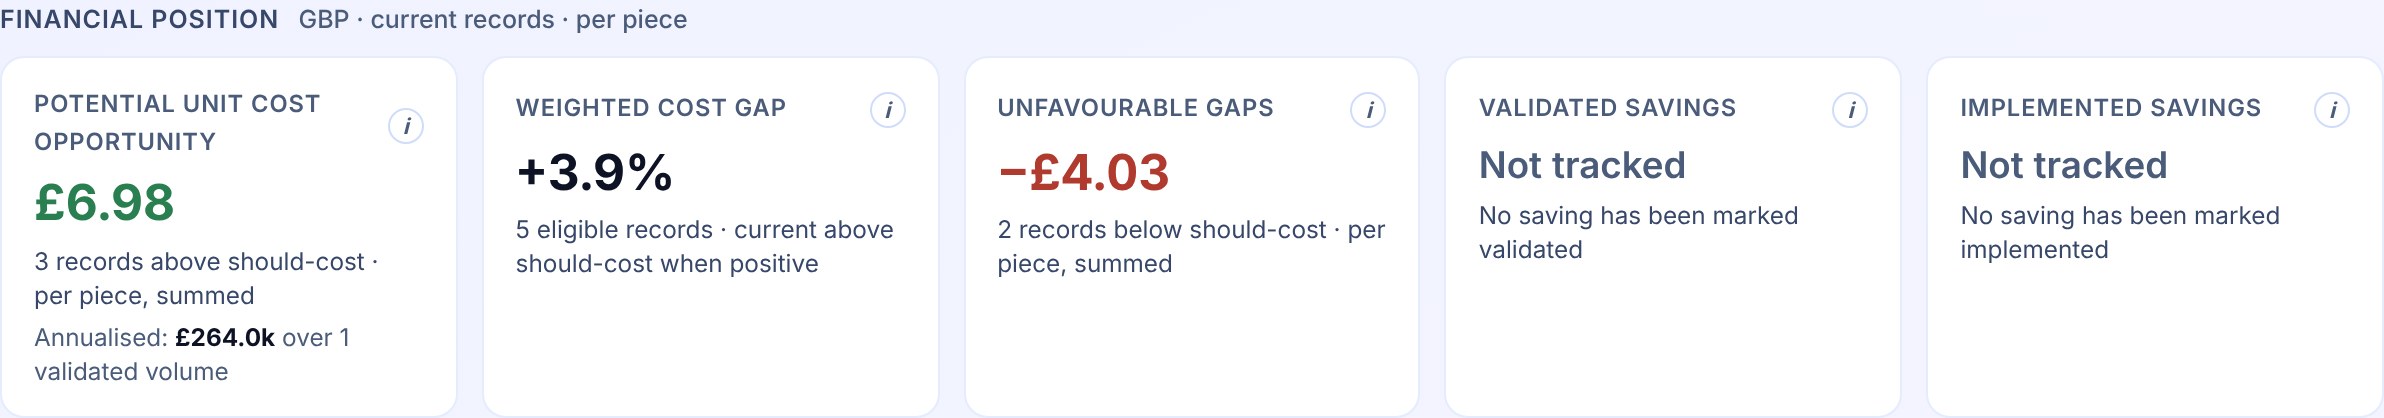 FINANCIAL POSITION GBP · current records · per piece
POTENTIAL UNIT COST
OPPORTUNITY
i
£6.98
3 records above should-cost ·
per piece, summed
Annualised: £264.0k over 1
validated volume
WEIGHTED COST GAP
i
+3.9%
5 eligible records · current above
should-cost when positive
UNFAVOURABLE GAPS
i
−£4.03
2 records below should-cost · per
piece, summed
VALIDATED SAVINGS
i
Not tracked
No saving has been marked
validated
IMPLEMENTED SAVINGS
i
Not tracked
No saving has been marked
implemented